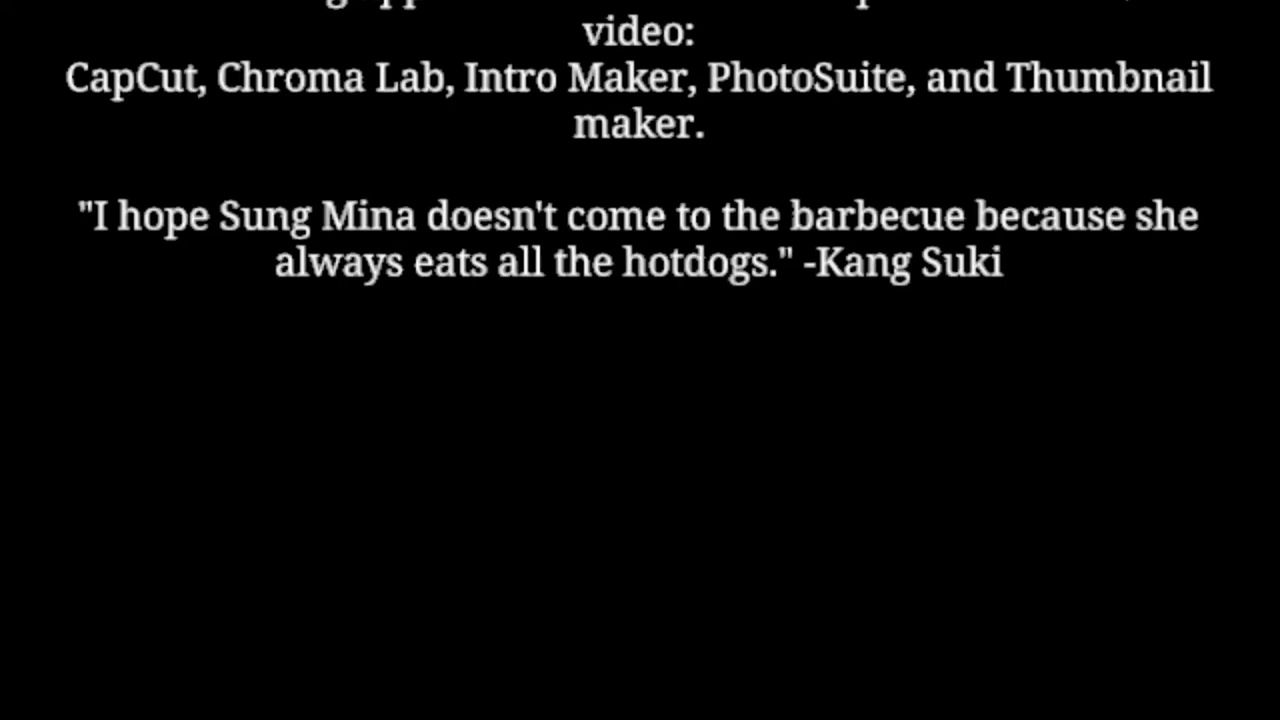 video:
CapCut, Chroma Lab, Intro Maker, PhotoSuite, and Thumbnail
maker.
"I hope Sung Mina doesn't come to the barbecue because she
always eats all the hotdogs." -Kang Suki